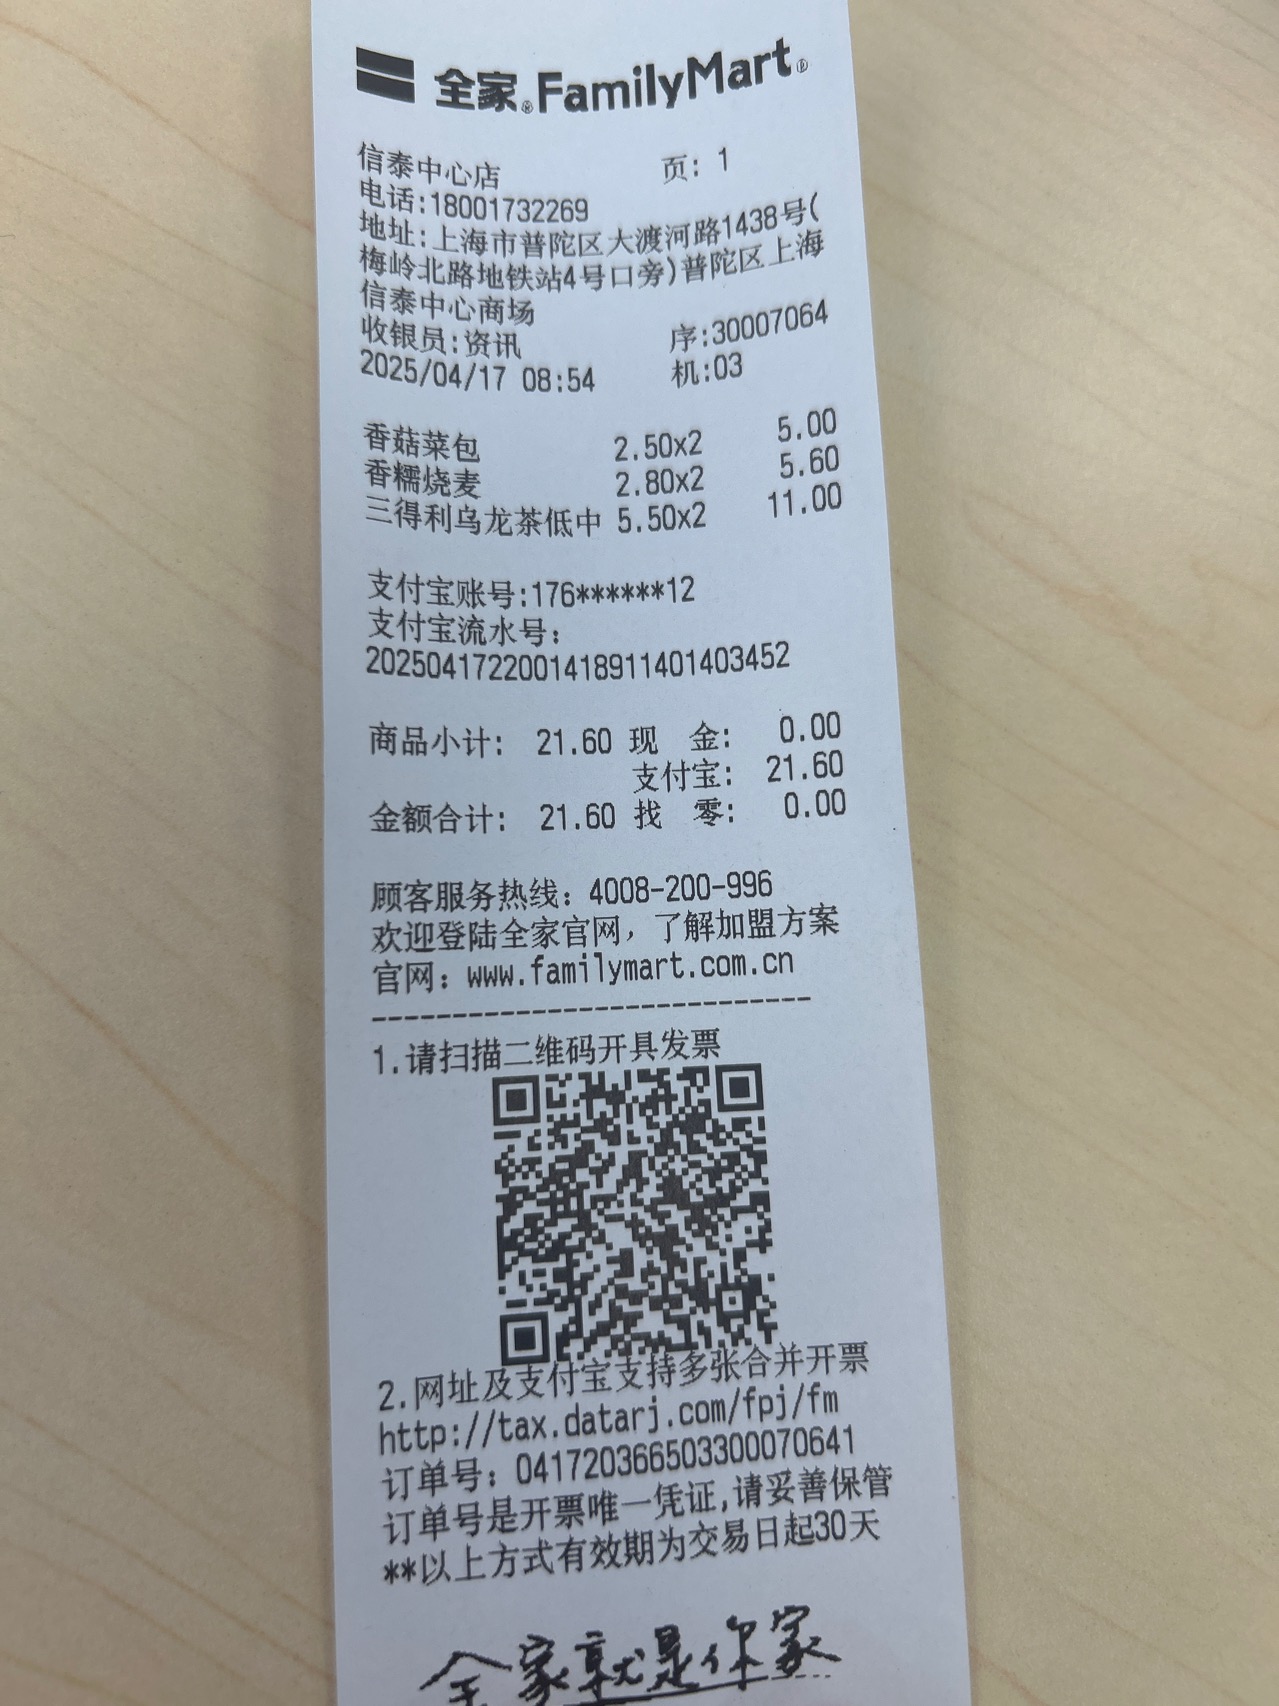 全家® FamilyMart®
信泰中心店 页: 1
电话:18001732269
地址:上海市普陀区大渡河路1438号(
梅岭北路地铁站4号口旁)普陀区上海
信泰中心商场
收银员:资讯 序:30007064
2025/04/17 08:54 机:03
香菇菜包 2.50x2 5.00
香糯烧麦 2.80x2 5.60
三得利乌龙茶低中 5.50x2 11.00
支付宝账号:176******12
支付宝流水号:
2025041722001418911401403452
商品小计: 21.60 现 金: 0.00
支付宝: 21.60
金额合计: 21.60 找 零: 0.00
顾客服务热线: 4008-200-996
欢迎登陆全家官网, 了解加盟方案
官网: www.familymart.com.cn
---------------------------
1.请扫描二维码开具发票
2.网址及支付宝支持多张合并开票
http://tax.datarj.com/fpj/fm
订单号: 041720366503300070641
订单号是开票唯一凭证,请妥善保管
**以上方式有效期为交易日起30天
全家就是你家